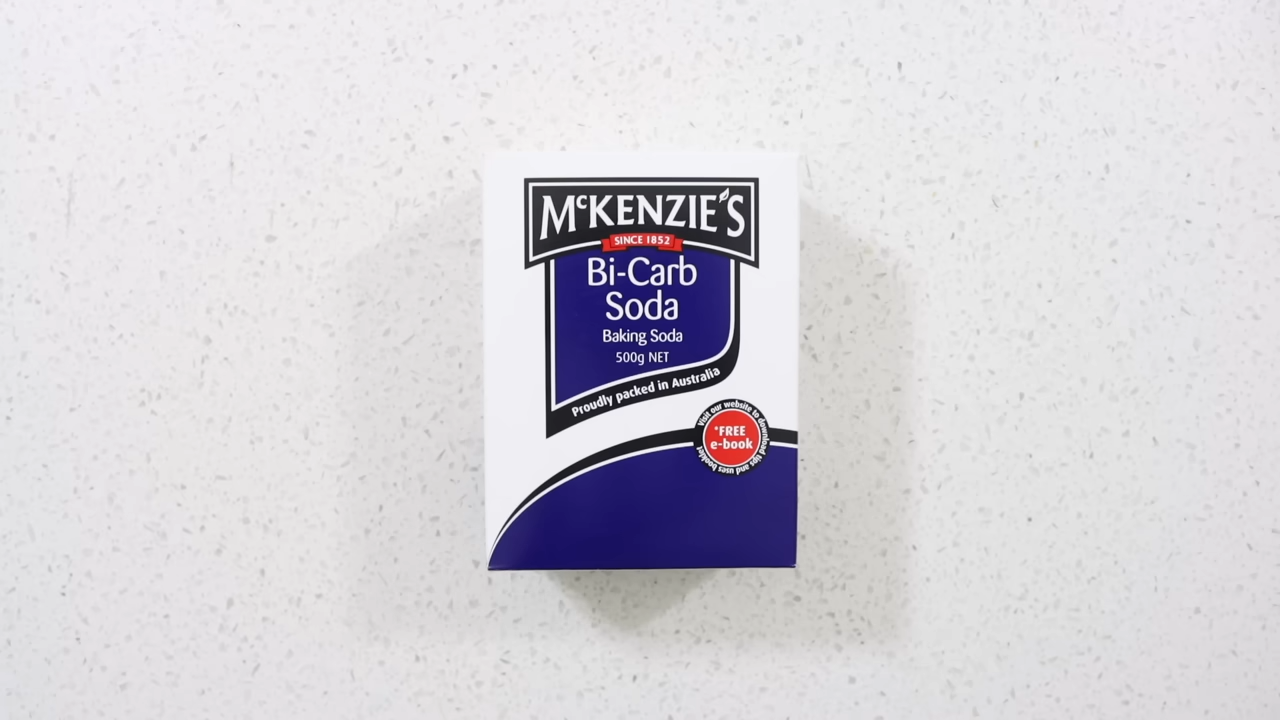 McKENZIE'S
SINCE 1852
Bi-Carb
Soda
Baking Soda
500g NET
Proudly packed in Australia
Visit our website to download tips and uses booklet
*FREE
e-book